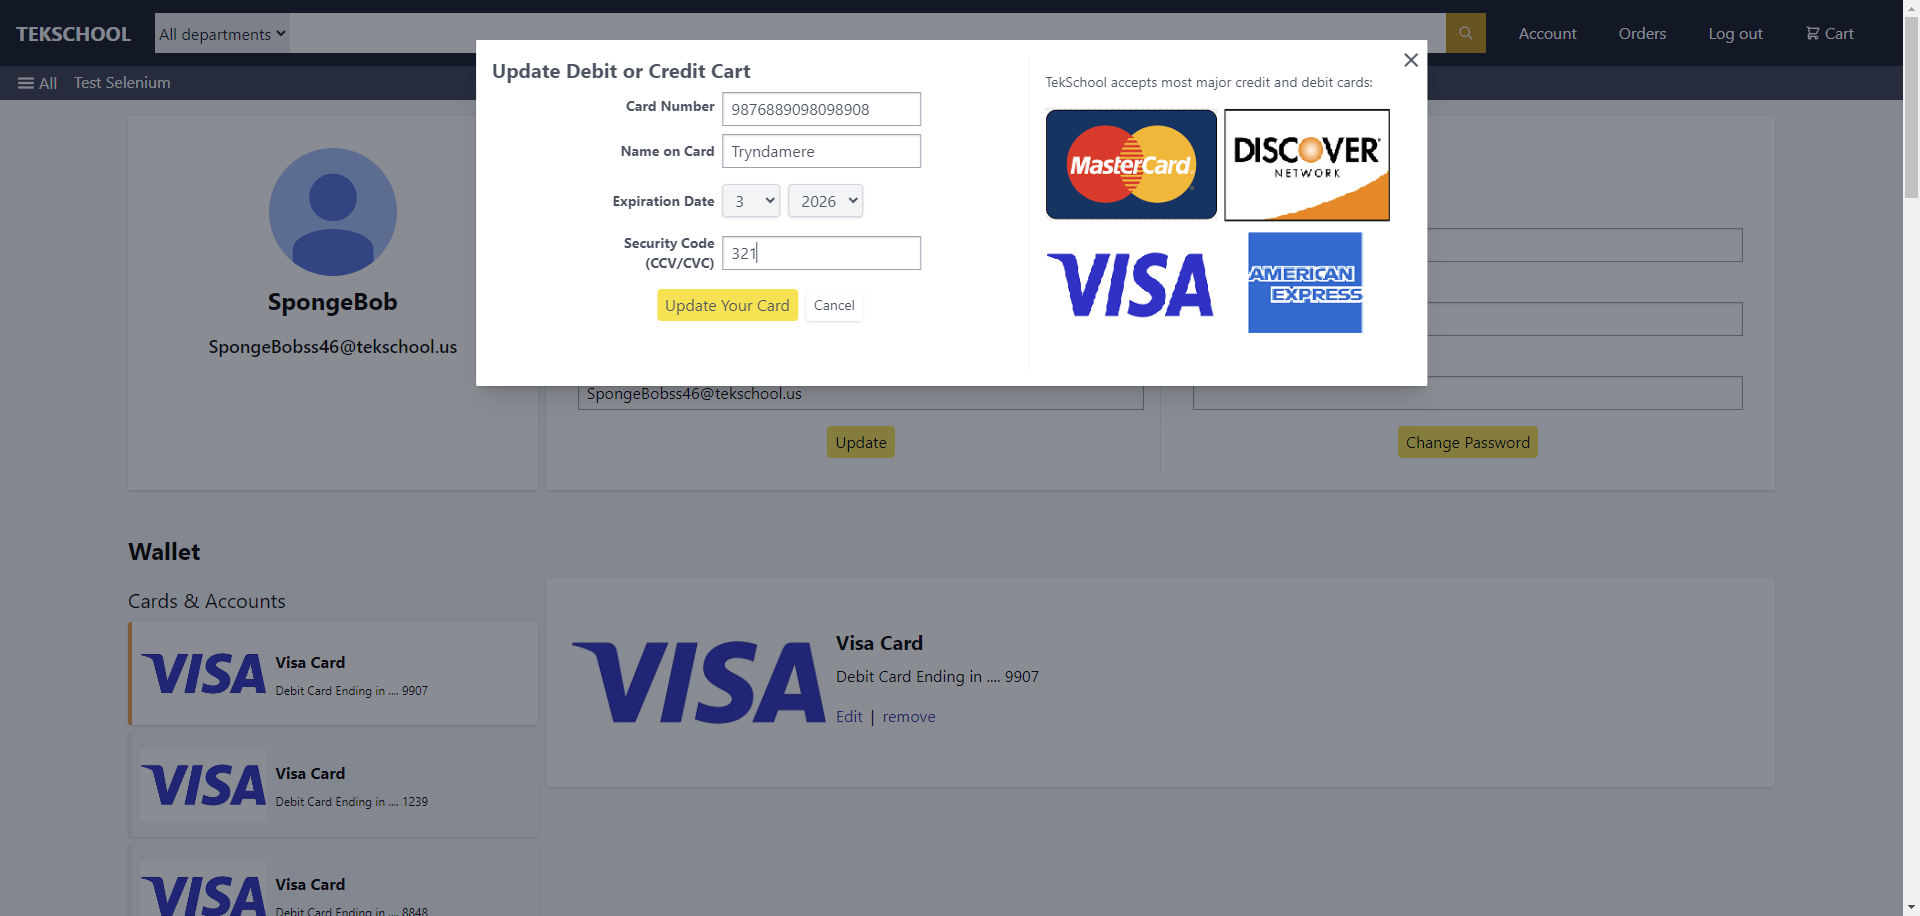 TEKSCHOOL
All departments
Account
Orders
Log out
Cart
All
Test Selenium
Update Debit or Credit Cart
Card Number
9876889098098908
Name on Card
Tryndamere
Expiration Date
3
2026
Security Code
(CCV/CVC)
321
Update Your Card
Cancel
TekSchool accepts most major credit and debit cards:
MasterCard
DISCOVER
NETWORK
VISA
AMERICAN
EXPRESS
SpongeBob
SpongeBobss46@tekschool.us
SpongeBobss46@tekschool.us
Update
Change Password
Wallet
Cards & Accounts
VISA
Visa Card
Debit Card Ending in .... 9907
VISA
Visa Card
Debit Card Ending in .... 9907
Edit | remove
VISA
Visa Card
Debit Card Ending in .... 1239
VISA
Visa Card
Debit Card Ending in .... 8848